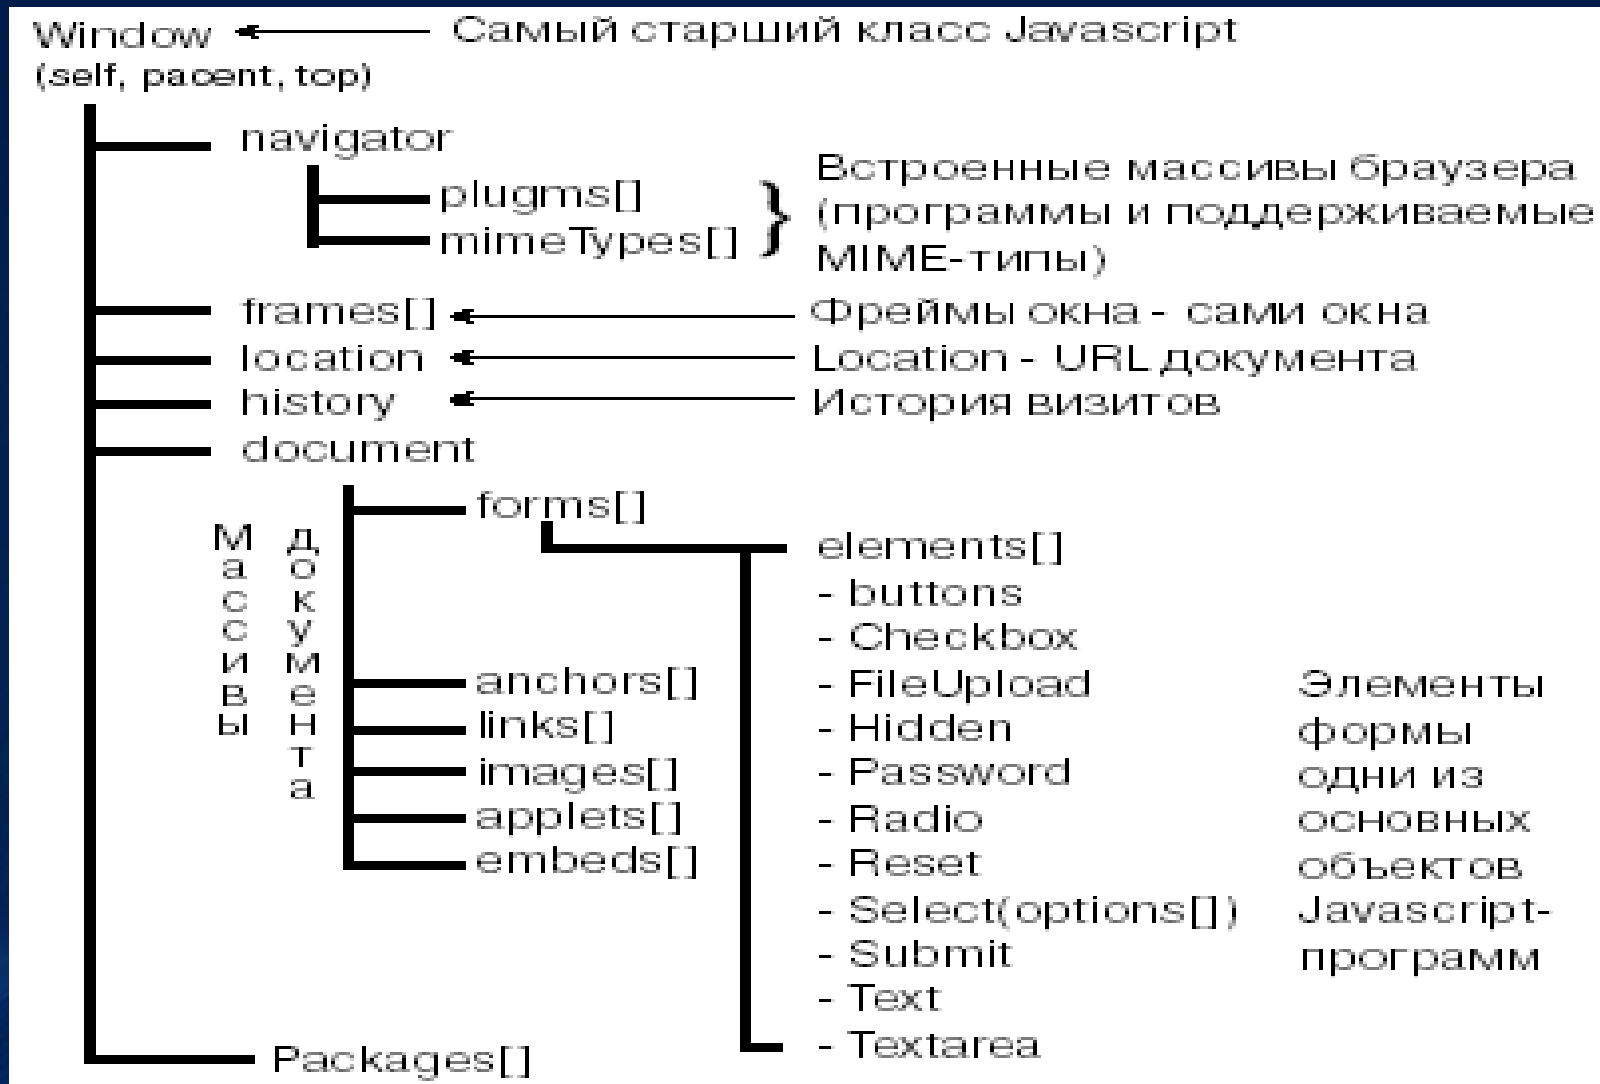 Window Самый старший класс Javascript
(self, pacent, top)
navigator
plugms[]
mimeTypes[]
}
Встроенные массивы браузера
(программы и поддерживаемые
MIME-типы)
frames[] Фреймы окна - сами окна
location Location - URL документа
history История визитов
document
Массивы
документа
forms[]
anchors[]
links[]
images[]
applets[]
embeds[]
elements[]
- buttons
- Checkbox
- FileUpload
- Hidden
- Password
- Radio
- Reset
- Select(options[])
- Submit
- Text
- Textarea
Элементы
формы
одни из
основных
объектов
Javascript-
программ
Packages[]